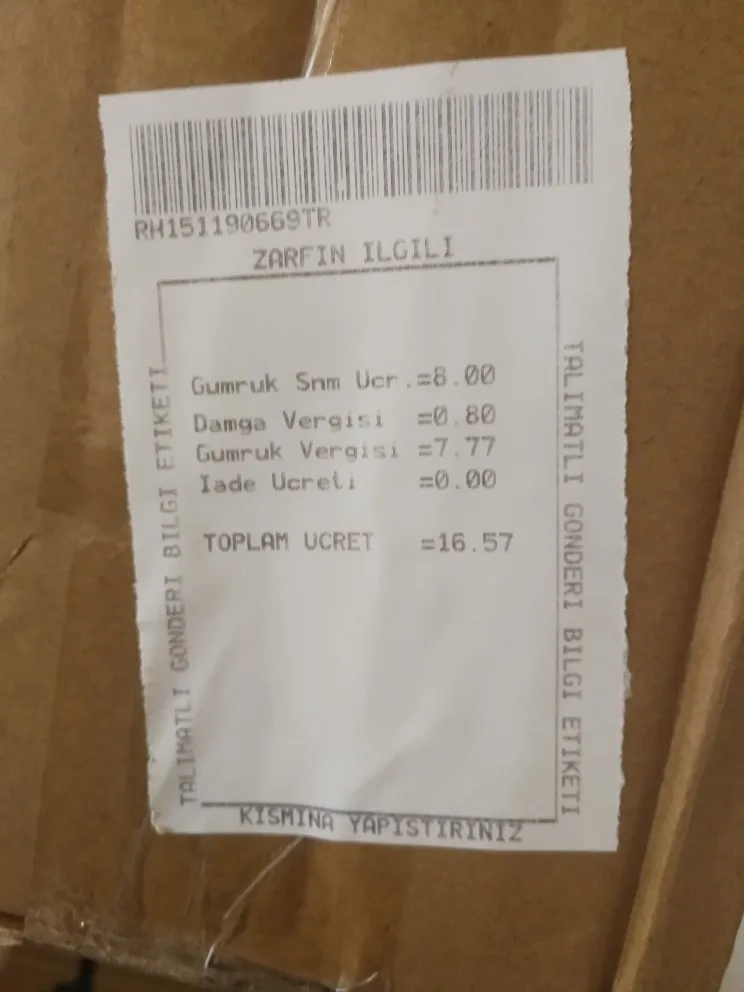 RH151190669TR
ZARFIN ILGILI
Gumruk Snm Ucr.=8.00
Damga Vergisi =0.80
Gumruk Vergisi =7.77
Iade Ucreti =0.00
TOPLAM UCRET =16.57
TALIMATLI GONDERI BILGI ETIKETI
TALIMATLI GONDERI BILGI ETIKETI
KISMINA YAPISTIRINIZ